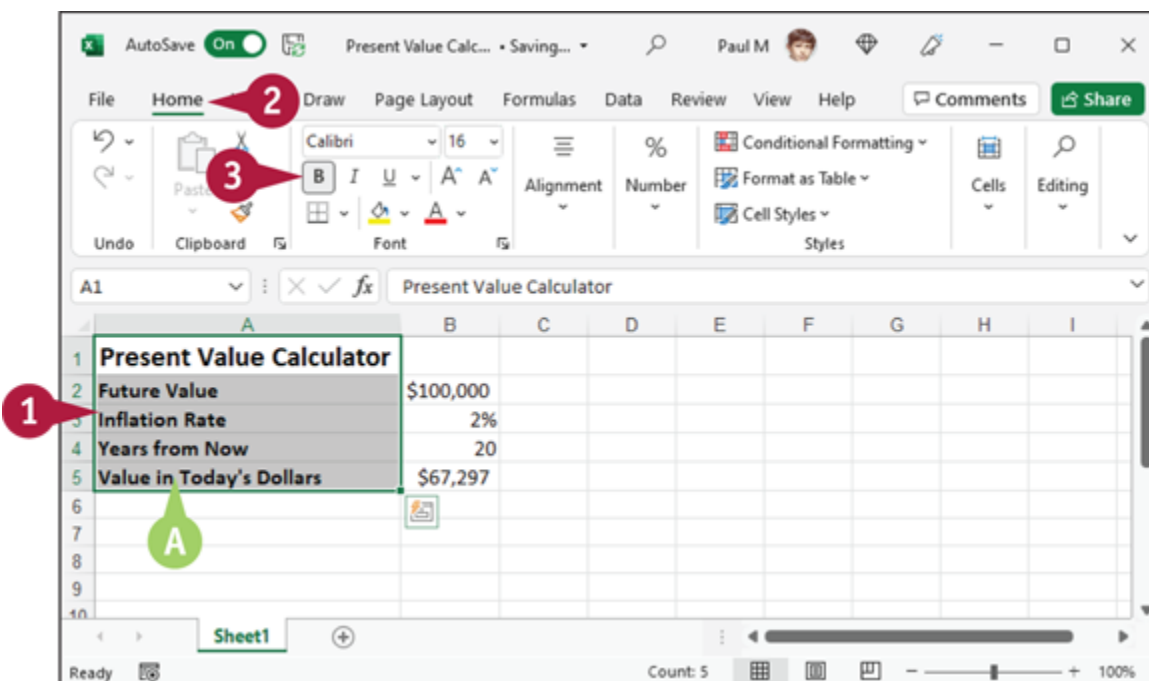 AutoSave On Present Value Calc... • Saving... Paul M
File Home 2 Draw Page Layout Formulas Data Review View Help Comments Share
Calibri 16 % Conditional Formatting
Paste 3 B I U A A Alignment Number Format as Table Cells Editing
A Cell Styles
Undo Clipboard Font Styles
A1 fx Present Value Calculator
A B C D E F G H I
1 Present Value Calculator
2 Future Value $100,000
1 3 Inflation Rate 2%
4 Years from Now 20
5 Value in Today's Dollars $67,297
6
7
A
8
9
10
Sheet1
Ready Count: 5 - + 100%